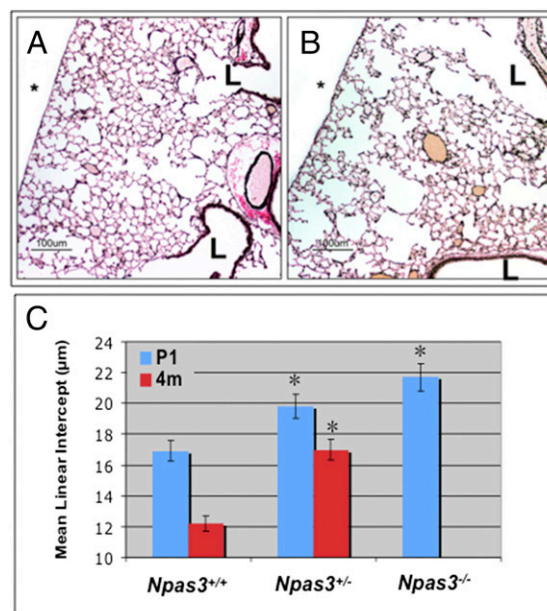 A
*
L
L
100um
B
*
L
L
100um
C
Mean Linear Intercept (µm)
24
22
20
18
16
14
12
10
P1
4m
*
*
*
Npas3+/+
Npas3+/-
Npas3-/-